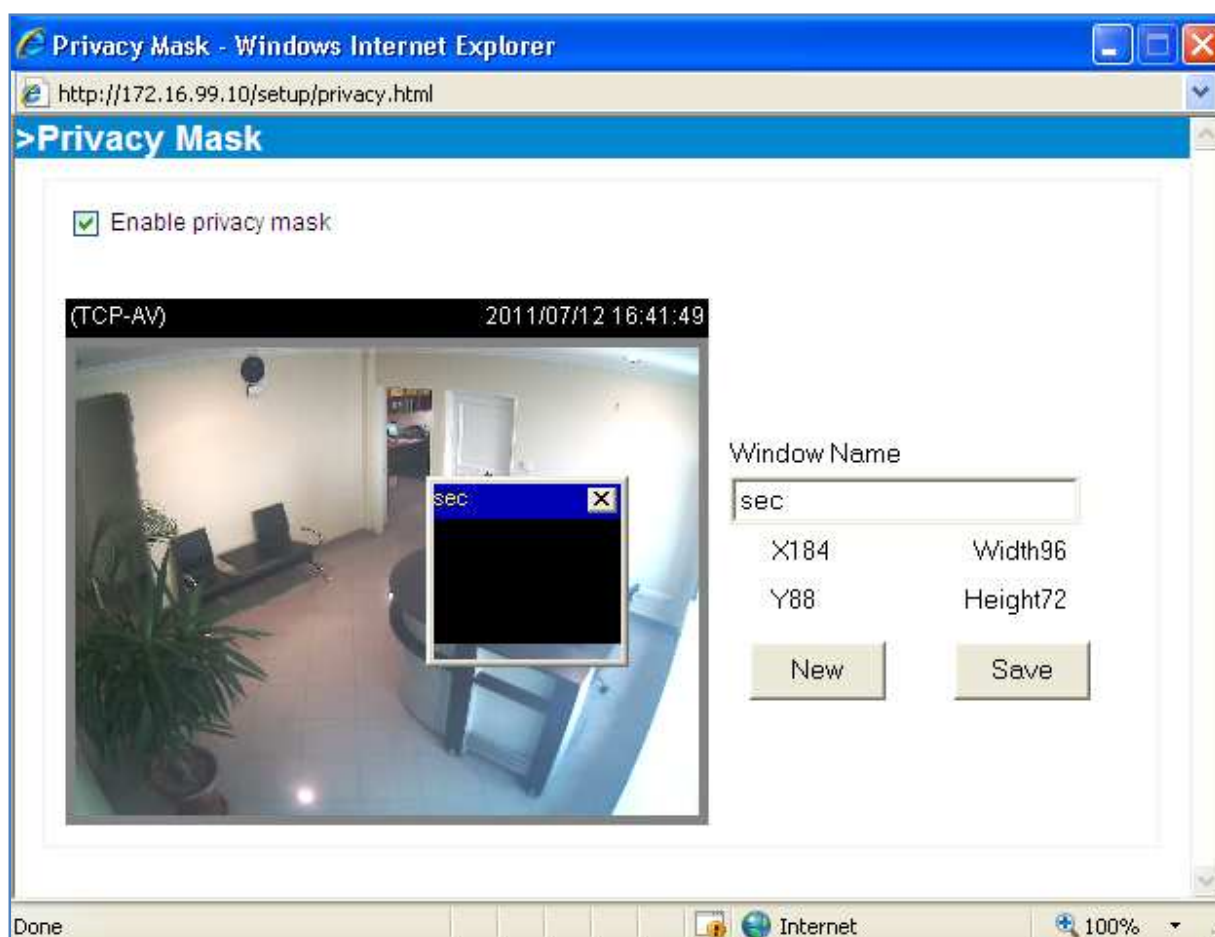 Privacy Mask - Windows Internet Explorer
http://172.16.99.10/setup/privacy.html
>Privacy Mask
Enable privacy mask
(TCP-AV) 2011/07/12 16:41:49
sec
Window Name
sec
X184 Width96
Y88 Height72
New Save
Done Internet 100%